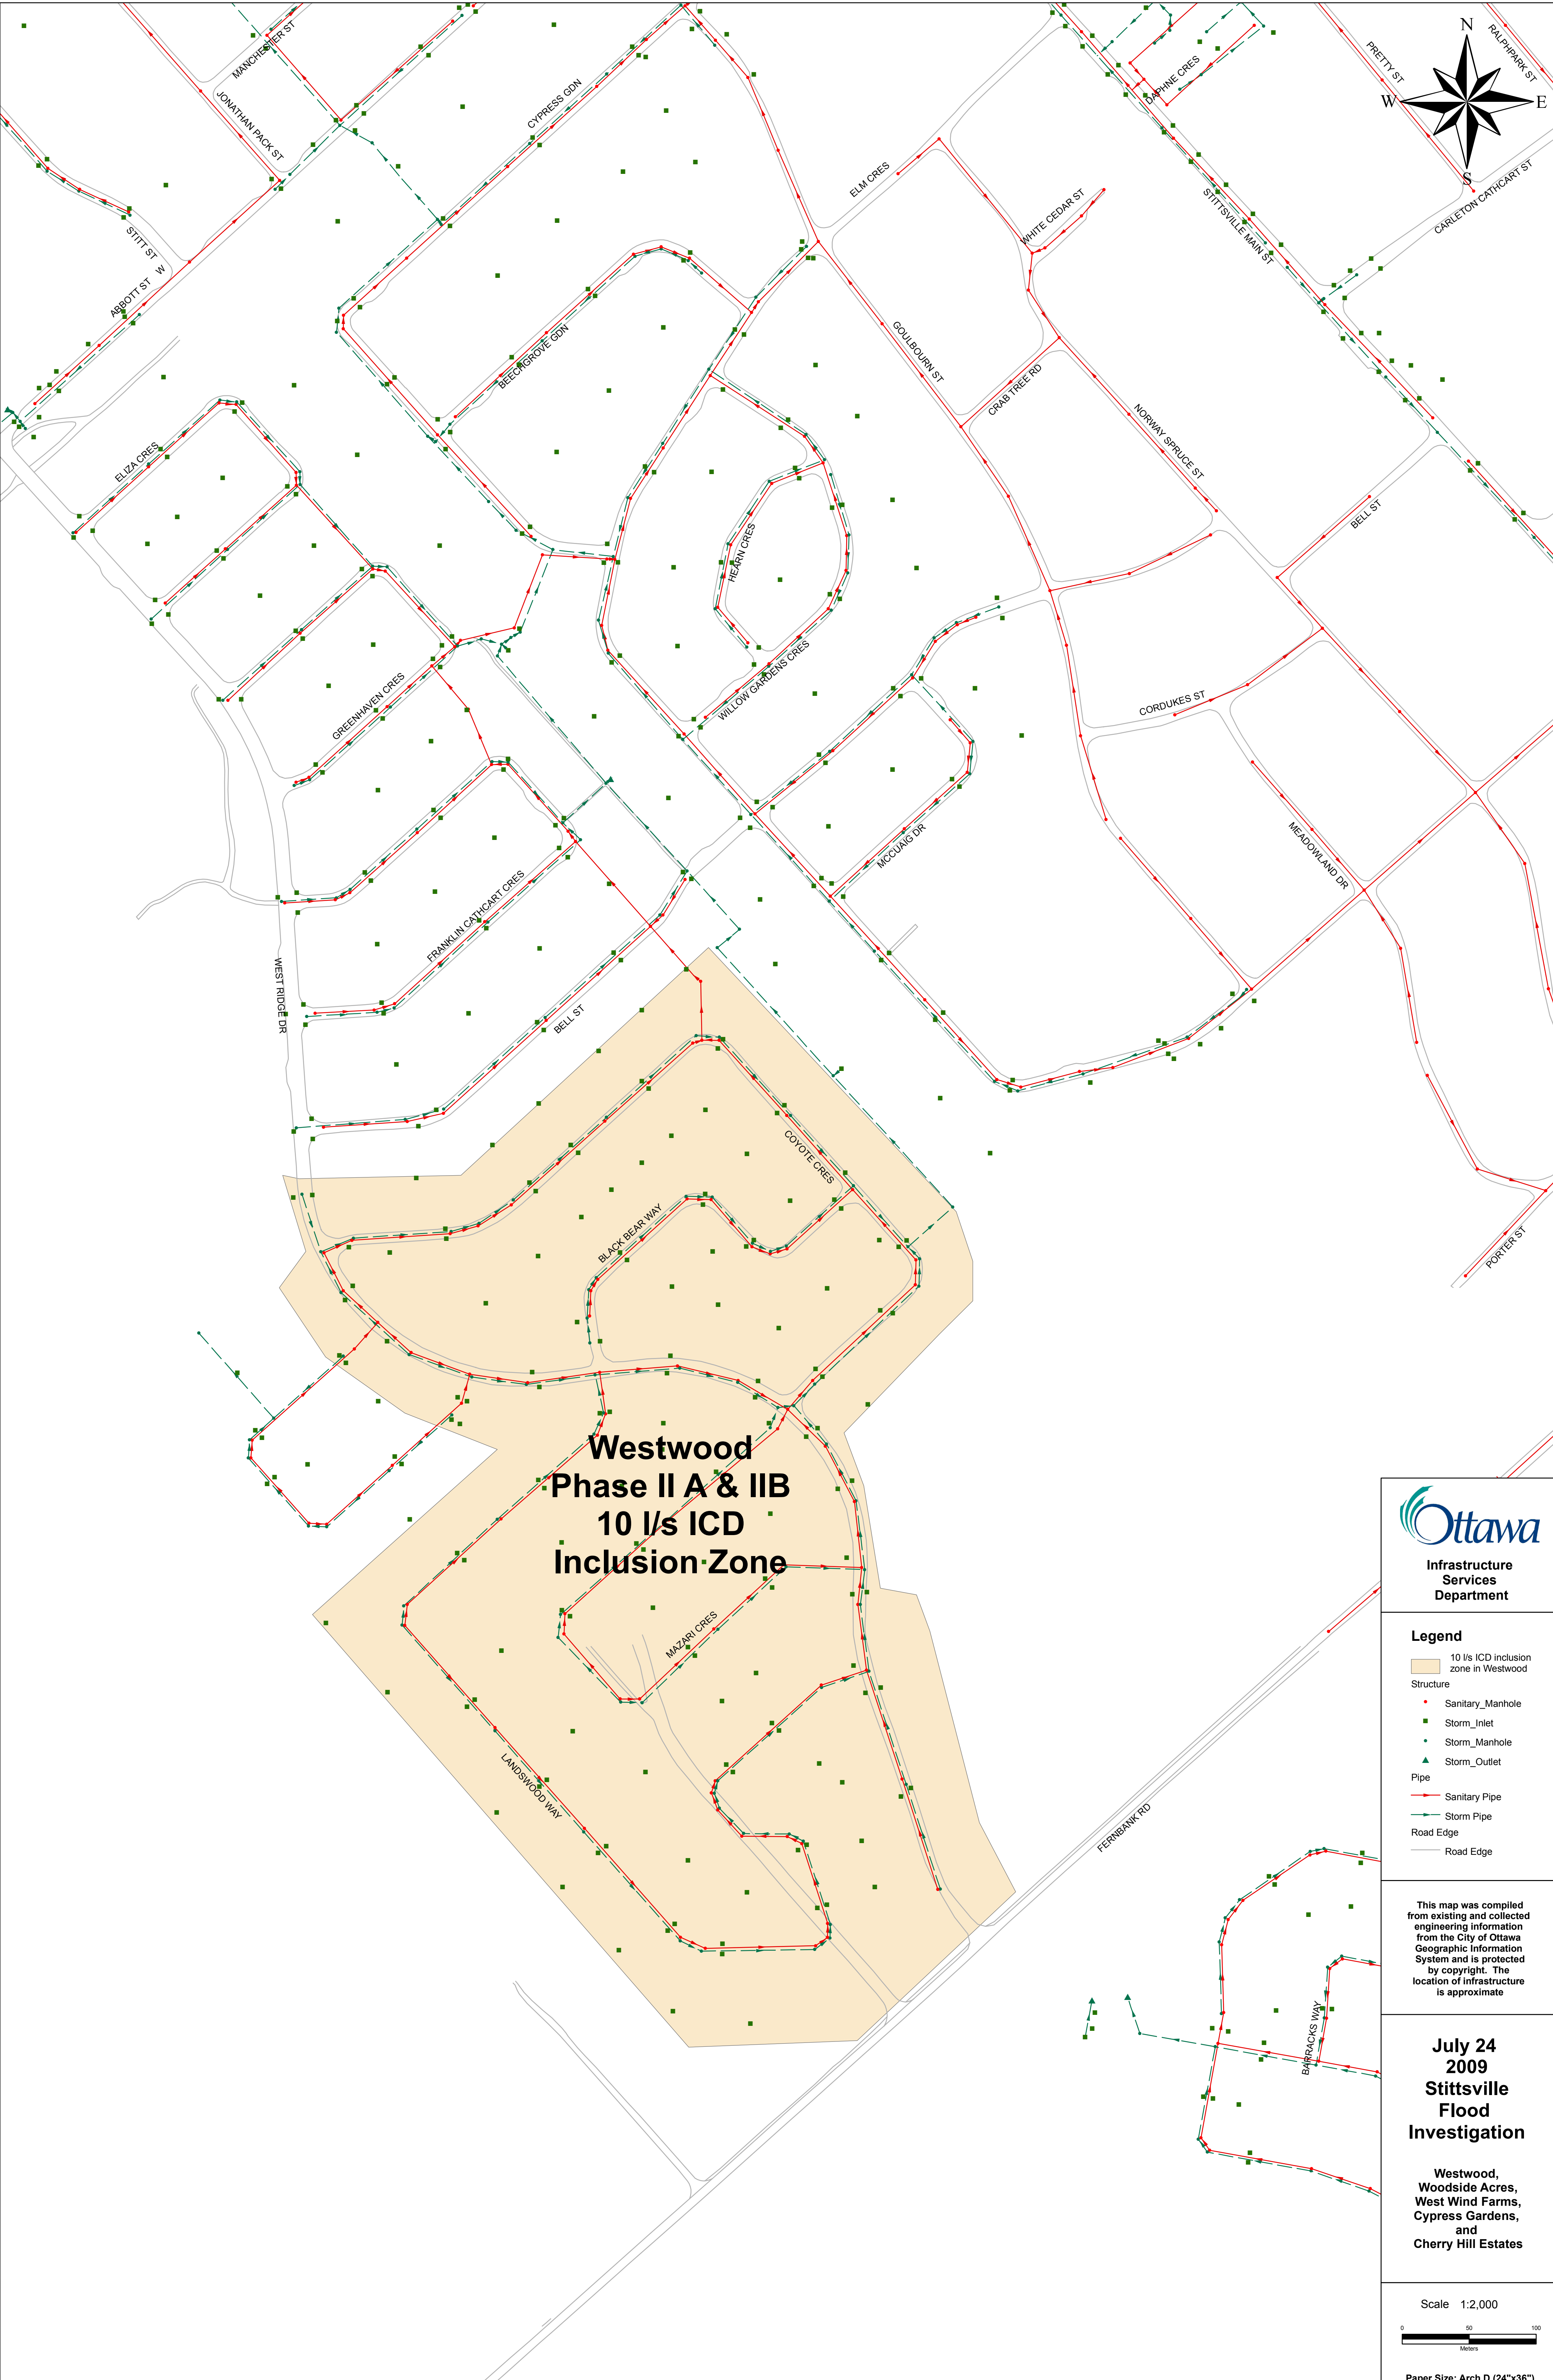 MANCHESTER ST
JONATHAN PACK ST
CYPRESS GDN
DAPHNE CRES
PRETTY ST
RALPHPARK ST
N
W
E
S
STITT ST
ABBOTT ST W
ELM CRES
WHITE CEDAR ST
STITTSVILLE MAIN ST
CARLETON CATHCART ST
BEECHGROVE GDN
GOULBOURN ST
CRAB TREE RD
NORWAY SPRUCE ST
ELIZA CRES
HEARN CRES
BELL ST
WILLOW GARDENS CRES
GREENHAVEN CRES
CORDUKES ST
MCCUAIG DR
MEADOWLAND DR
FRANKLIN CATHCART CRES
WEST RIDGE DR
BELL ST
COYOTE CRES
BLACK BEAR WAY
PORTER ST
Westwood
Phase II A & IIB
10 l/s ICD
Inclusion Zone
MAZARI CRES
LANDSWOOD WAY
FERNBANK RD
BARRACKS WAY
Ottawa
Infrastructure
Services
Department
Legend
10 l/s ICD inclusion
zone in Westwood
Structure
Sanitary_Manhole
Storm_Inlet
Storm_Manhole
Storm_Outlet
Pipe
Sanitary Pipe
Storm Pipe
Road Edge
Road Edge
This map was compiled
from existing and collected
engineering information
from the City of Ottawa
Geographic Information
System and is protected
by copyright. The
location of infrastructure
is approximate
July 24
2009
Stittsville
Flood
Investigation
Westwood,
Woodside Acres,
West Wind Farms,
Cypress Gardens,
and
Cherry Hill Estates
Scale 1:2,000
0 50 100
Meters
Paper Size: Arch D (24"x36")